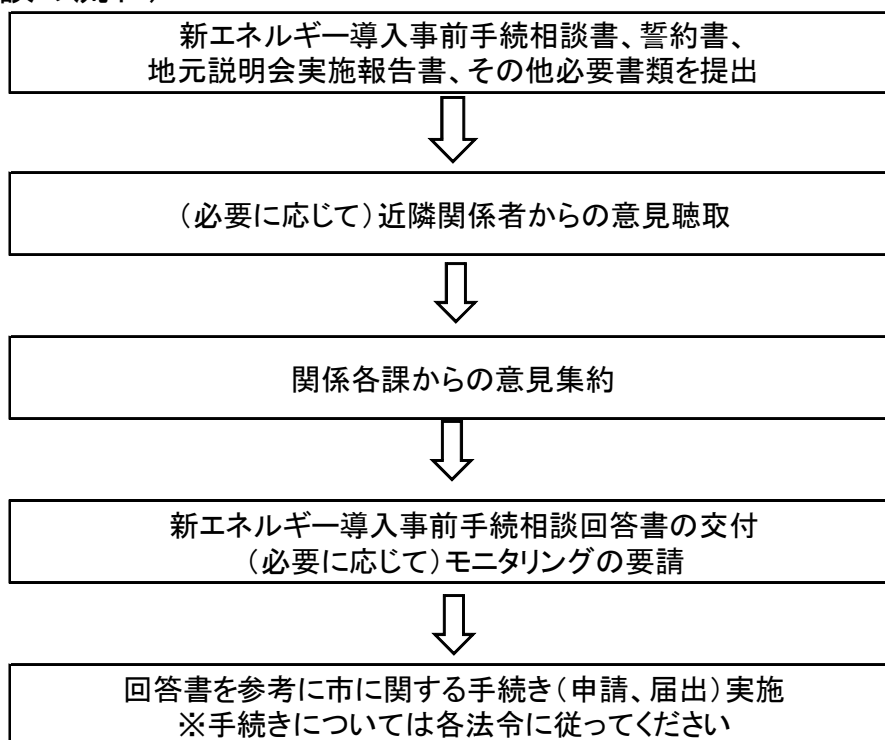 新エネルギー導入事前手続相談書、誓約書、
地元説明会実施報告書、その他必要書類を提出
（必要に応じて）近隣関係者からの意見聴取
関係各課からの意見集約
新エネルギー導入事前手続相談回答書の交付
（必要に応じて）モニタリングの要請
回答書を参考に市に関する手続き（申請、届出）実施
※手続きについては各法令に従ってください